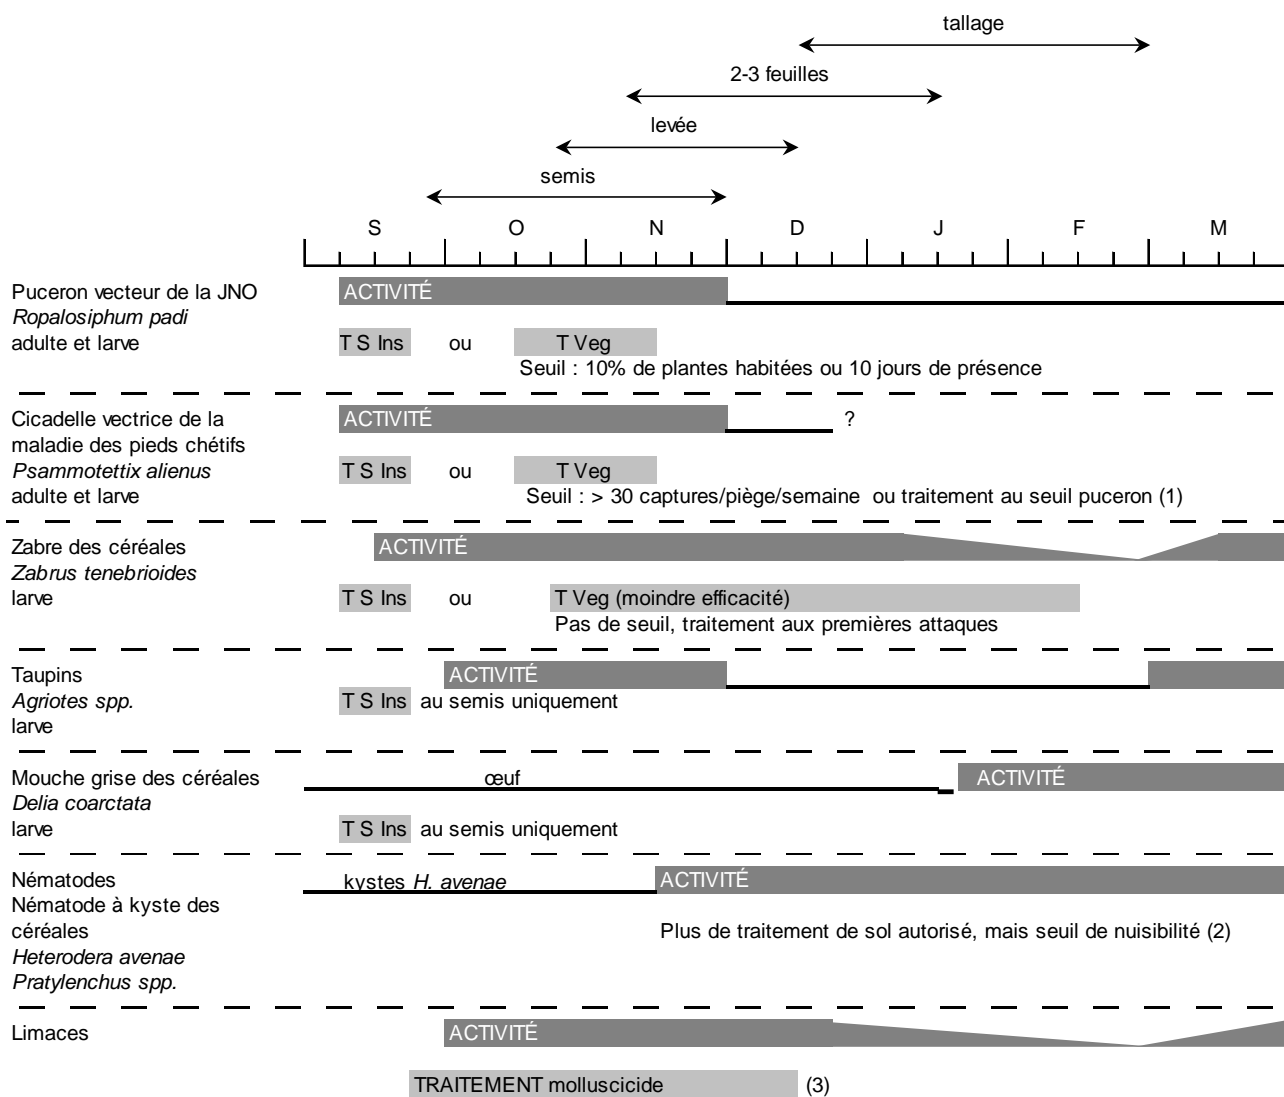 tallage
2-3 feuilles
levée
semis
S O N D J F M
Puceron vecteur de la JNO ACTIVITÉ
Ropalosiphum padi
adulte et larve T S Ins ou T Veg
Seuil : 10% de plantes habitées ou 10 jours de présence
Cicadelle vectrice de la ACTIVITÉ ?
maladie des pieds chétifs
Psammotettix alienus T S Ins ou T Veg
adulte et larve Seuil : > 30 captures/piège/semaine ou traitement au seuil puceron (1)
Zabre des céréales ACTIVITÉ
Zabrus tenebrioides
larve T S Ins ou T Veg (moindre efficacité)
Pas de seuil, traitement aux premières attaques
Taupins ACTIVITÉ
Agriotes spp. T S Ins au semis uniquement
larve
Mouche grise des céréales œuf ACTIVITÉ
Delia coarctata
larve T S Ins au semis uniquement
Nématodes kystes H. avenae ACTIVITÉ
Nématode à kyste des
céréales Plus de traitement de sol autorisé, mais seuil de nuisibilité (2)
Heterodera avenae
Pratylenchus spp.
Limaces ACTIVITÉ
TRAITEMENT molluscicide (3)